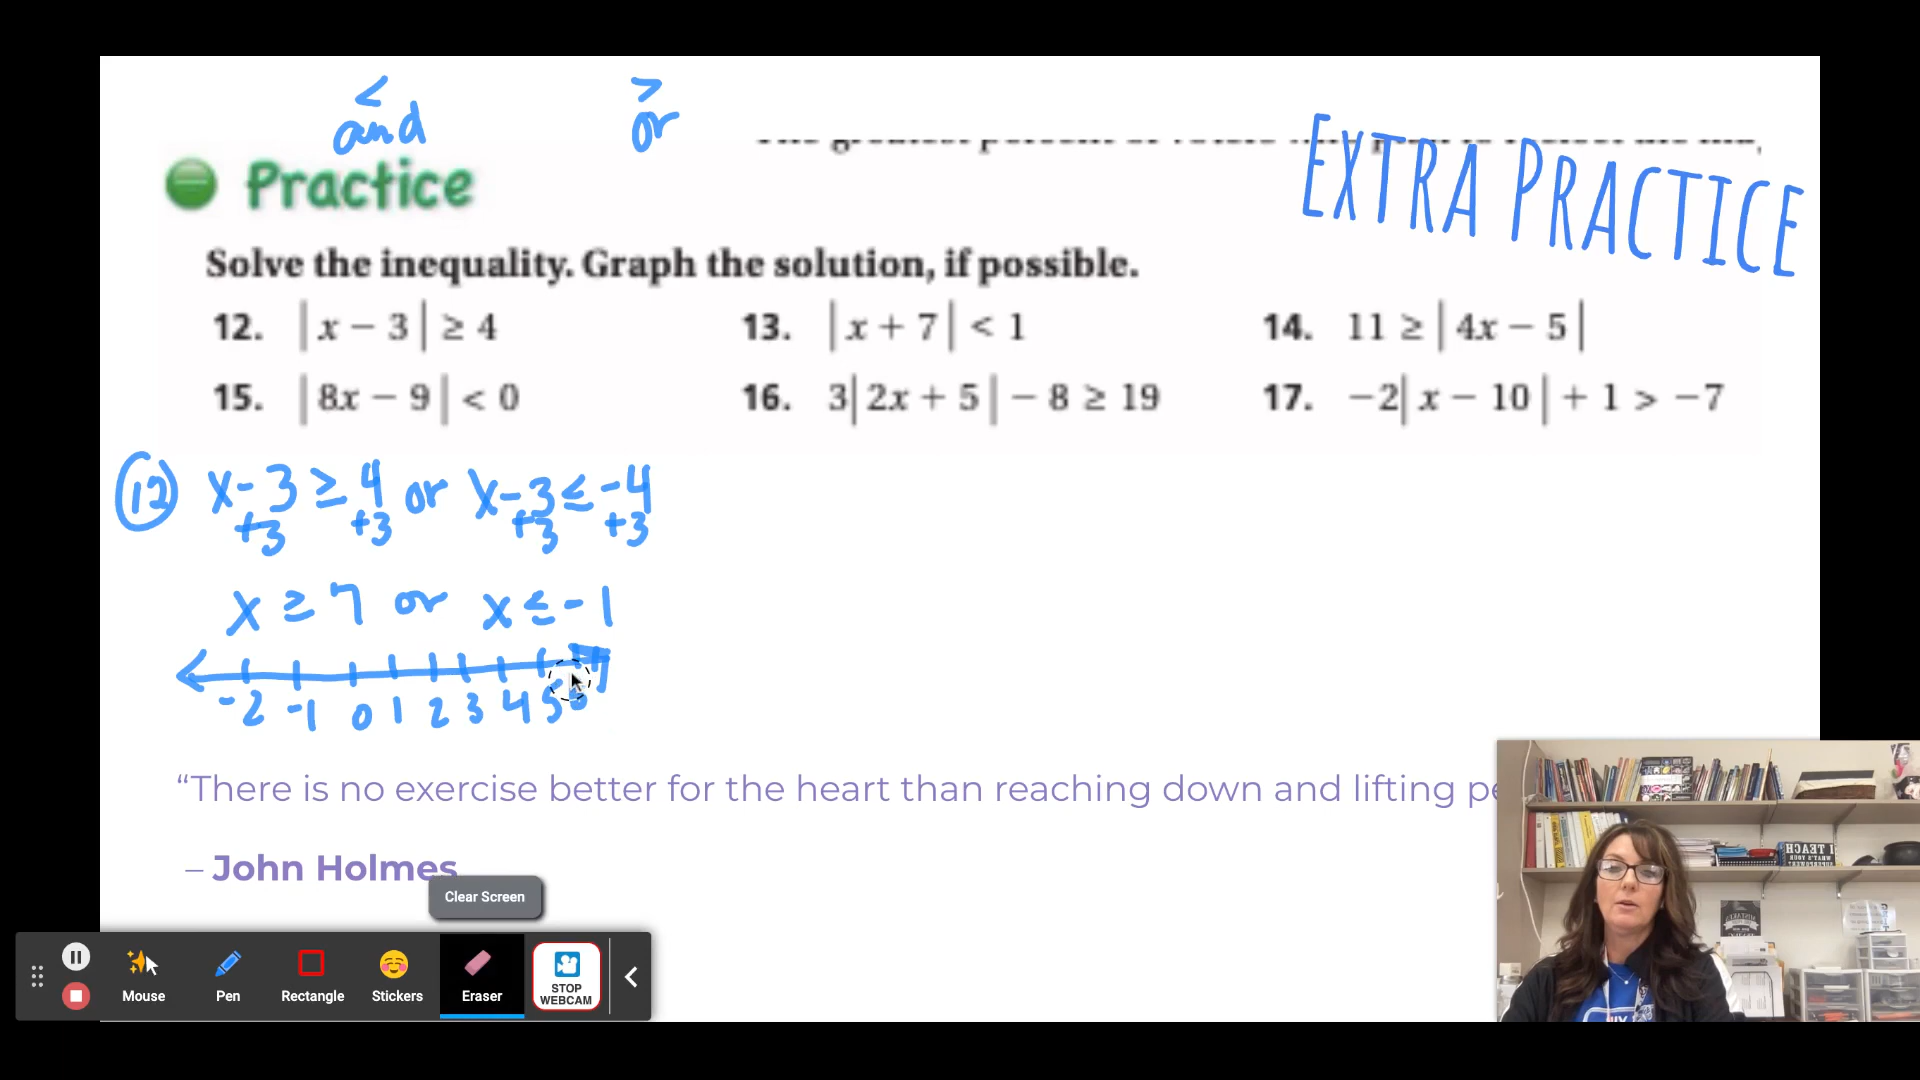 < >
and or
EXTRA PRACTICE
Practice
Solve the inequality. Graph the solution, if possible.
12. |x − 3| ≥ 4 13. |x + 7| < 1 14. 11 ≥ |4x − 5|
15. |8x − 9| < 0 16. 3|2x + 5| − 8 ≥ 19 17. −2|x − 10| + 1 > −7
12 x-3 ≥ 4 or x-3 ≤ -4
+3 +3 +3 +3
x ≥ 7 or x ≤ -1
-2 -1 0 1 2 3 4 5
“There is no exercise better for the heart than reaching down and lifting
– John Holmes
Clear Screen
Mouse Pen Rectangle Stickers Eraser STOP WEBCAM
I TEACH
WHAT'S YOUR
SUPERPOWER?